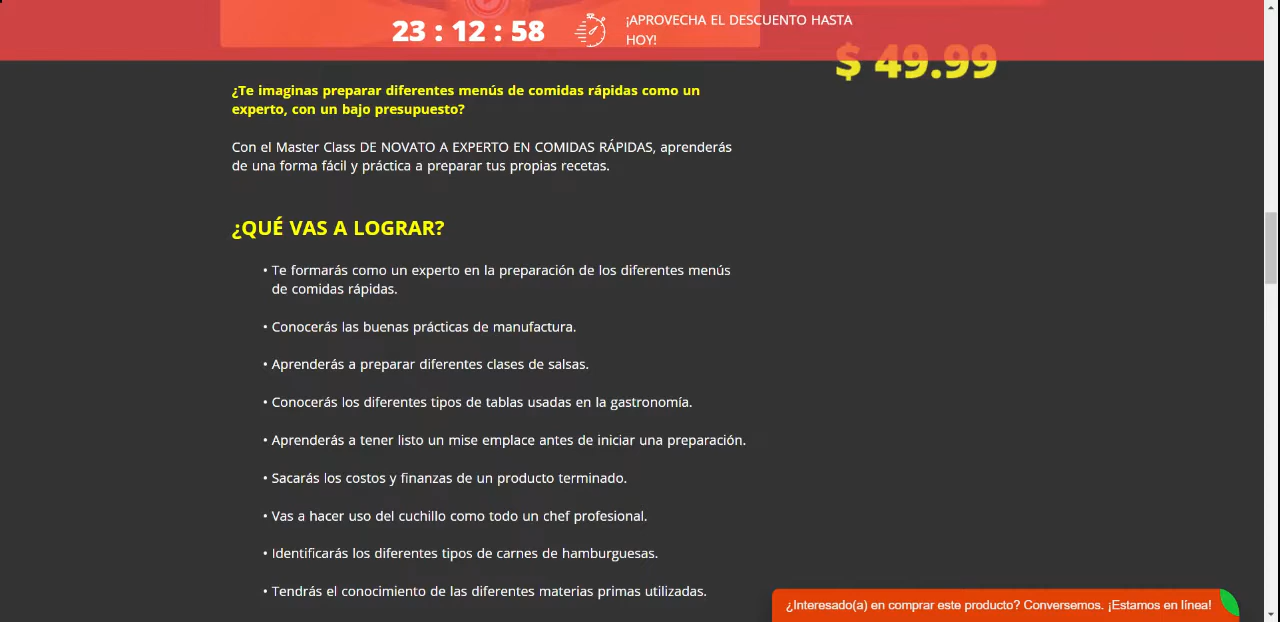 23 : 12 : 58
¡APROVECHA EL DESCUENTO HASTA
HOY!
$ 49.99
¿Te imaginas preparar diferentes menús de comidas rápidas como un
experto, con un bajo presupuesto?
Con el Master Class DE NOVATO A EXPERTO EN COMIDAS RÁPIDAS, aprenderás
de una forma fácil y práctica a preparar tus propias recetas.
¿QUÉ VAS A LOGRAR?
• Te formarás como un experto en la preparación de los diferentes menús
de comidas rápidas.
• Conocerás las buenas prácticas de manufactura.
• Aprenderás a preparar diferentes clases de salsas.
• Conocerás los diferentes tipos de tablas usadas en la gastronomía.
• Aprenderás a tener listo un mise emplace antes de iniciar una preparación.
• Sacarás los costos y finanzas de un producto terminado.
• Vas a hacer uso del cuchillo como todo un chef profesional.
• Identificarás los diferentes tipos de carnes de hamburguesas.
• Tendrás el conocimiento de las diferentes materias primas utilizadas.
¿Interesado(a) en comprar este producto? Conversemos. ¡Estamos en línea!